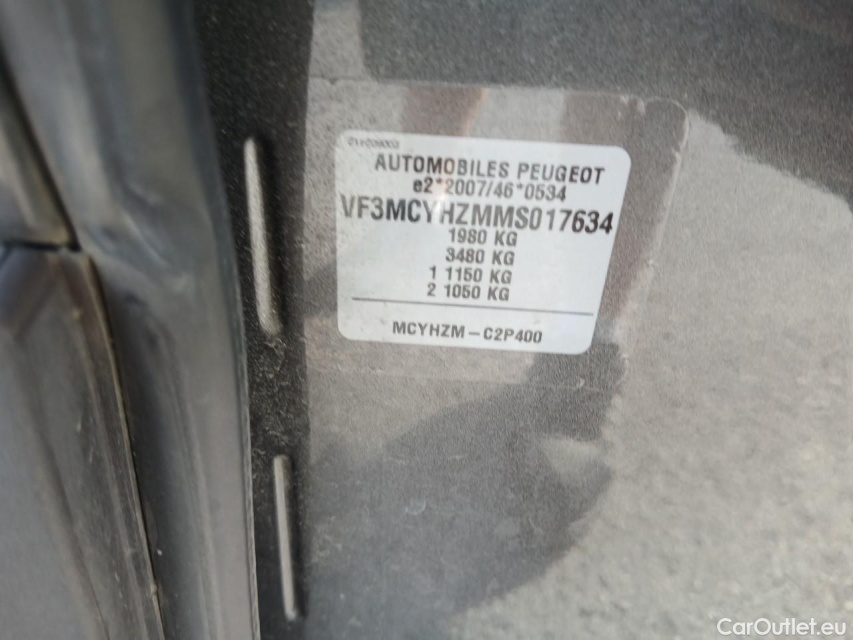 AUTOMOBILES PEUGEOT
e2*2007/46*0534
VF3MCYHZMMS017634
1980 KG
3480 KG
1 1150 KG
2 1050 KG
MCYHZM-C2P400
CarOutlet.eu